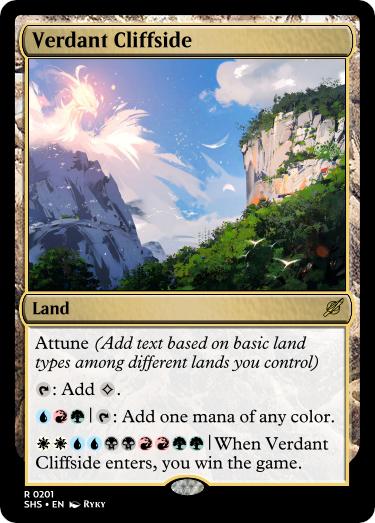 Verdant Cliffside
Land
Attune (Add text based on basic land
types among different lands you control)
: Add .
| : Add one mana of any color.
| When Verdant
Cliffside enters, you win the game.
R 0201
SHS • EN Ryky